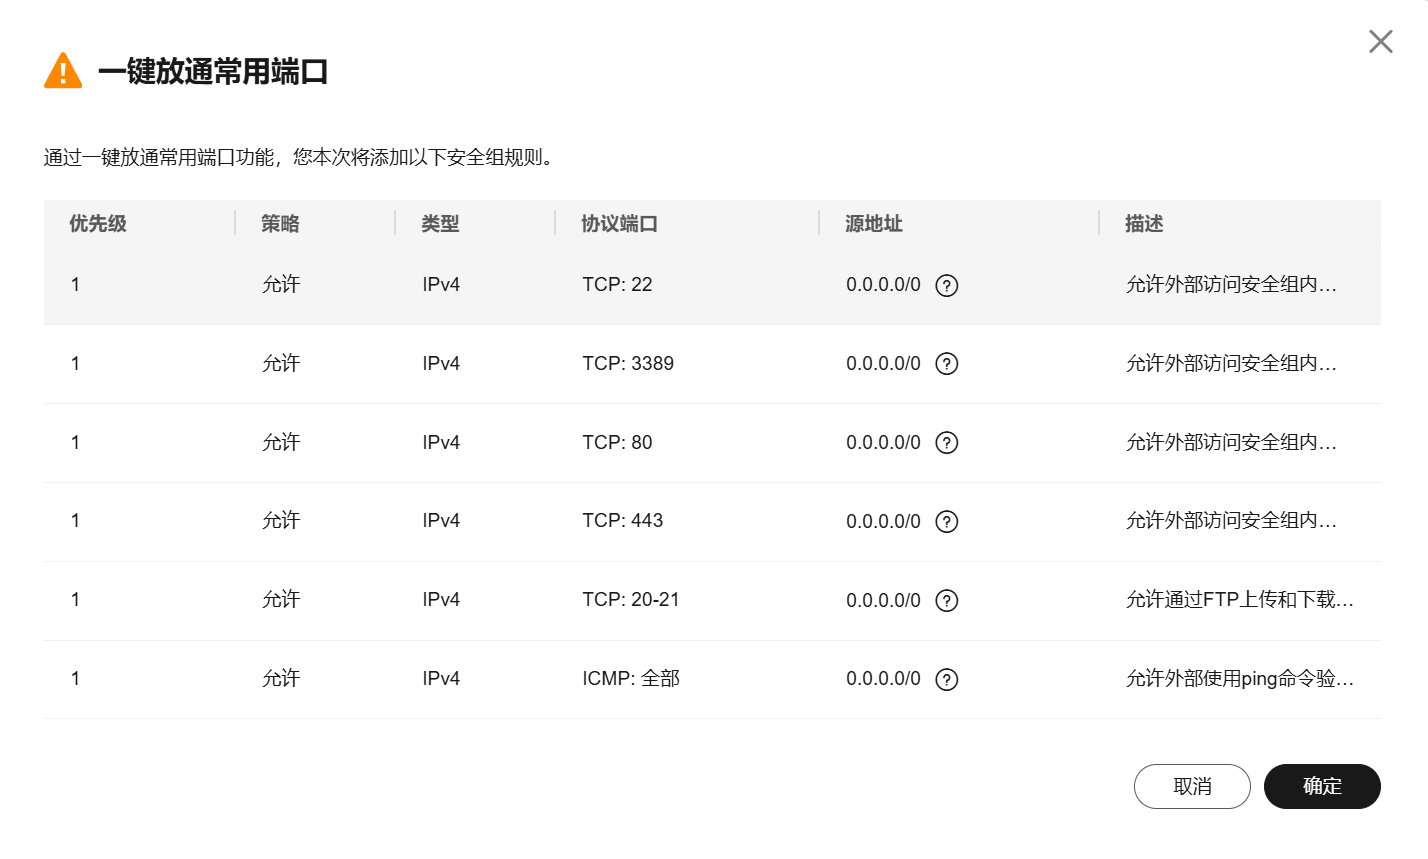 一键放通常用端口
通过一键放通常用端口功能，您本次将添加以下安全组规则。
优先级 策略 类型 协议端口 源地址 描述
1 允许 IPv4 TCP: 22 0.0.0.0/0 允许外部访问安全组内...
1 允许 IPv4 TCP: 3389 0.0.0.0/0 允许外部访问安全组内...
1 允许 IPv4 TCP: 80 0.0.0.0/0 允许外部访问安全组内...
1 允许 IPv4 TCP: 443 0.0.0.0/0 允许外部访问安全组内...
1 允许 IPv4 TCP: 20-21 0.0.0.0/0 允许通过FTP上传和下载...
1 允许 IPv4 ICMP: 全部 0.0.0.0/0 允许外部使用ping命令验...
取消 确定